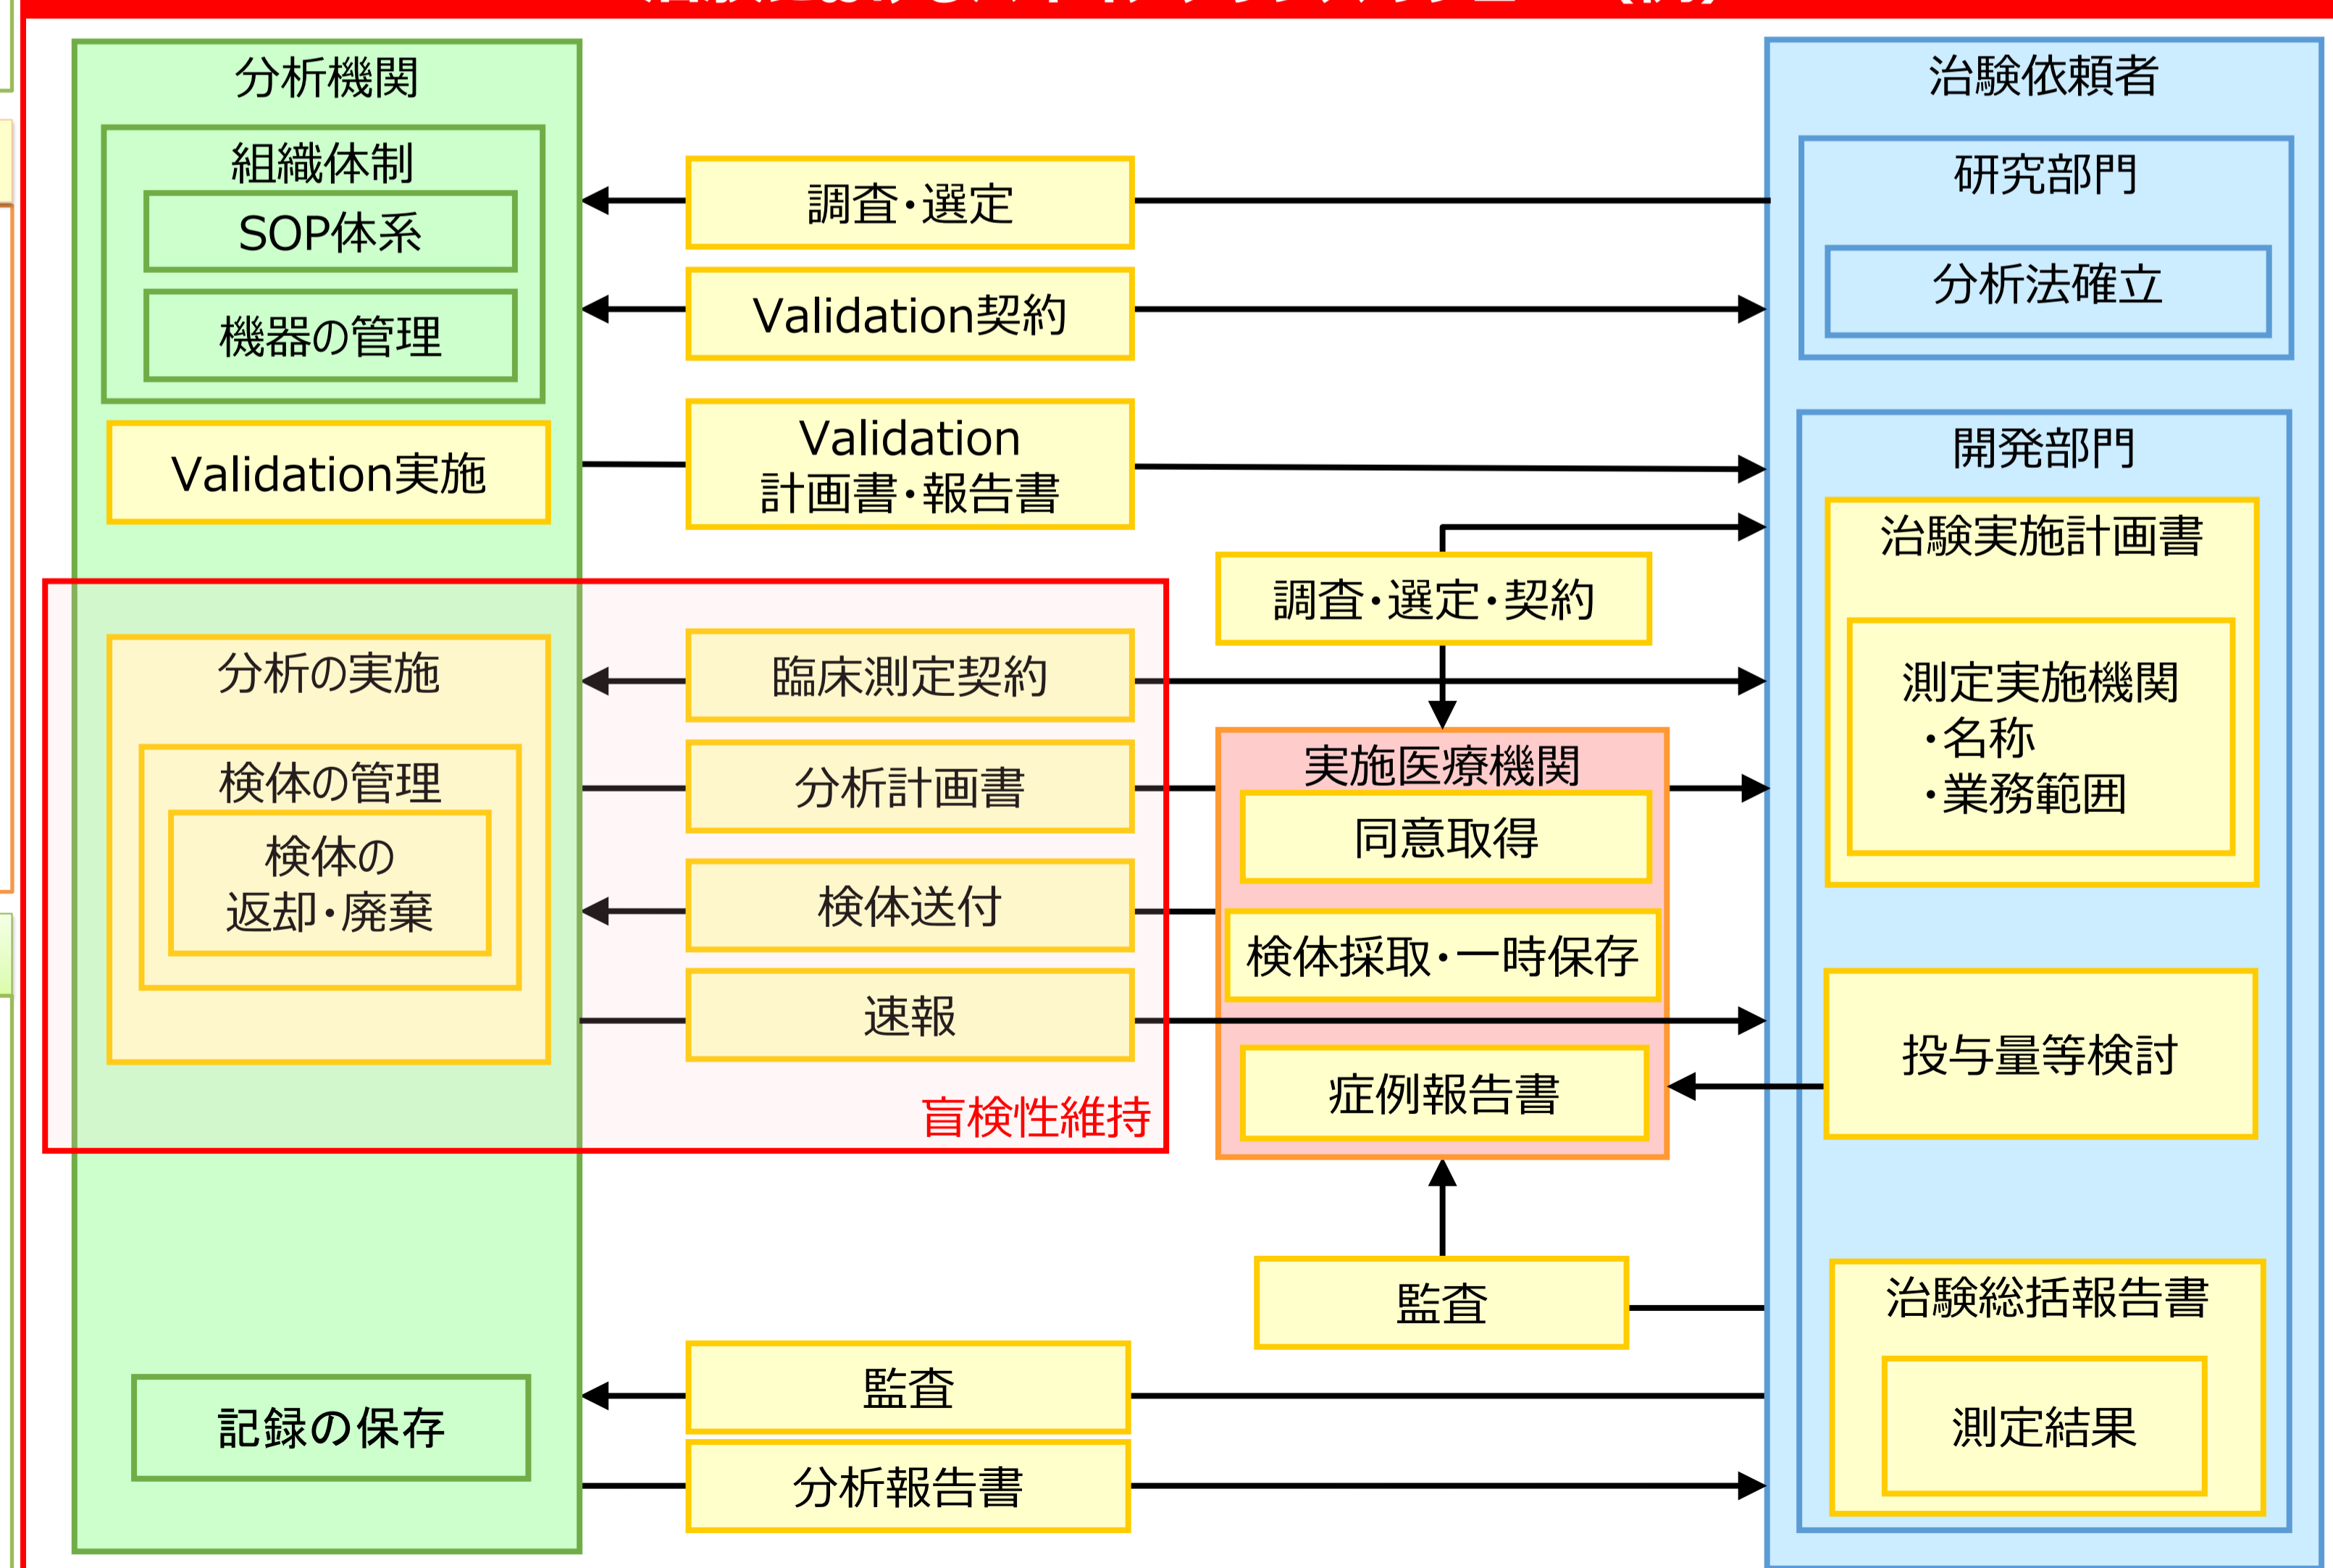 分析機関
組織体制
SOP体系
機器の管理
Validation実施
分析の実施
検体の管理
検体の
返却・廃棄
記録の保存
調査・選定
Validation契約
Validation
計画書・報告書
臨床測定契約
分析計画書
検体送付
速報
盲検性維持
監査
分析報告書
調査・選定・契約
実施医療機関
同意取得
検体採取・一時保存
症例報告書
監査
治験依頼者
研究部門
分析法確立
開発部門
治験実施計画書
測定実施機関
・名称
・業務範囲
投与量等検討
治験総括報告書
測定結果